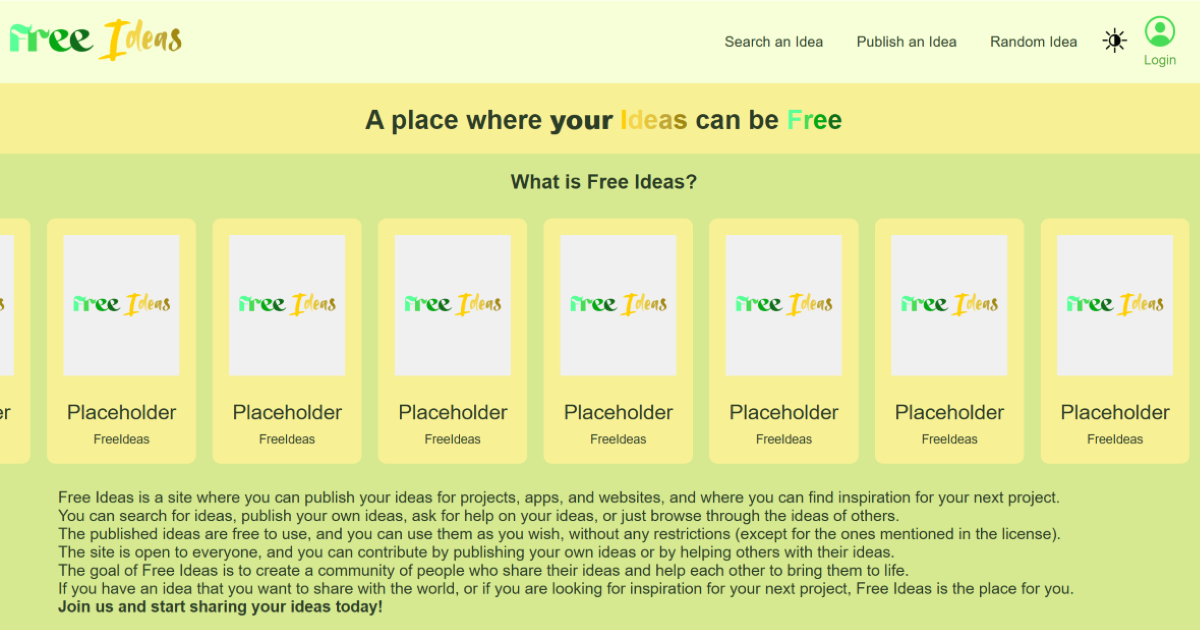 Free Ideas
Search an Idea
Publish an Idea
Random Idea
Login
A place where your Ideas can be Free
What is Free Ideas?
Free Ideas
Free Ideas
Free Ideas
Free Ideas
Free Ideas
Free Ideas
Free Ideas
Placeholder
Placeholder
Placeholder
Placeholder
Placeholder
Placeholder
Placeholder
FreeIdeas
FreeIdeas
FreeIdeas
FreeIdeas
FreeIdeas
FreeIdeas
FreeIdeas
Free Ideas is a site where you can publish your ideas for projects, apps, and websites, and where you can find inspiration for your next project.
You can search for ideas, publish your own ideas, ask for help on your ideas, or just browse through the ideas of others.
The published ideas are free to use, and you can use them as you wish, without any restrictions (except for the ones mentioned in the license).
The site is open to everyone, and you can contribute by publishing your own ideas or by helping others with their ideas.
The goal of Free Ideas is to create a community of people who share their ideas and help each other to bring them to life.
If you have an idea that you want to share with the world, or if you are looking for inspiration for your next project, Free Ideas is the place for you.
Join us and start sharing your ideas today!